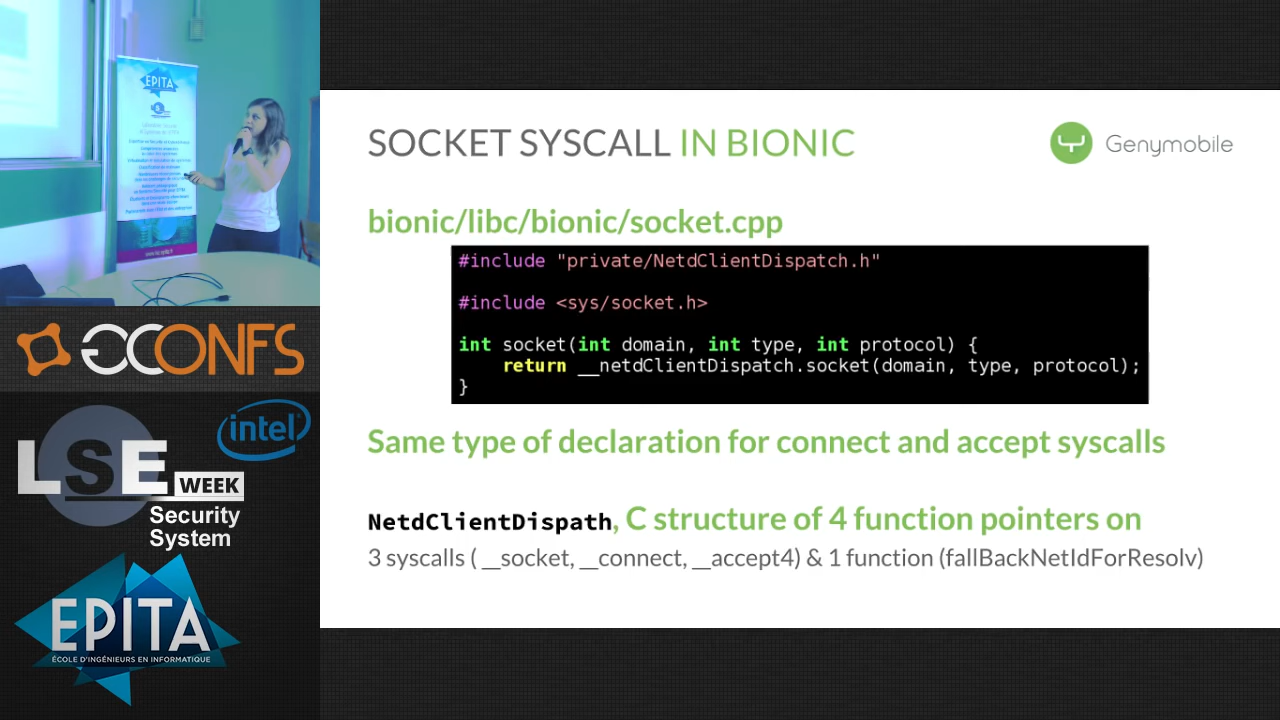 EPITA
SOCKET SYSCALL IN BIONIC
Genymobile
bionic/libc/bionic/socket.cpp
#include "private/NetdClientDispatch.h"
#include <sys/socket.h>
int socket(int domain, int type, int protocol) {
return __netdClientDispatch.socket(domain, type, protocol);
}
Same type of declaration for connect and accept syscalls
NetdClientDispath, C structure of 4 function pointers on
3 syscalls ( __socket, __connect, __accept4) & 1 function (fallBackNetIdForResolv)
GCONFS
intel
LSE
WEEK
Security
System
EPITA
ÉCOLE D'INGÉNIEURS EN INFORMATIQUE